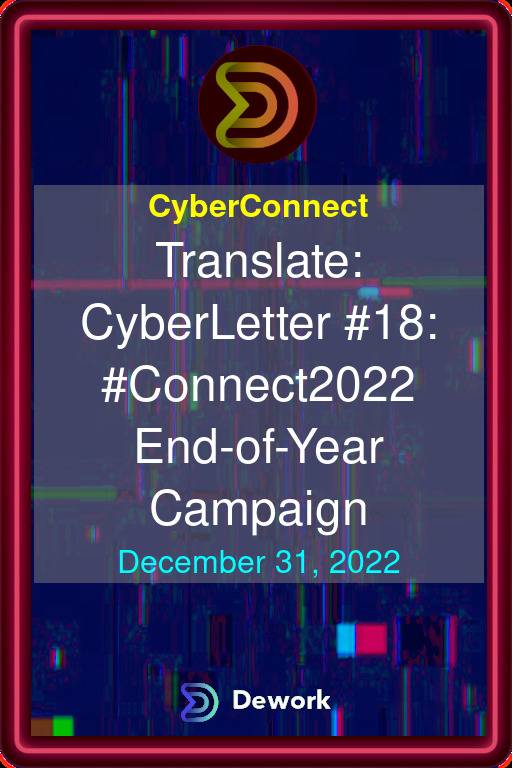 CyberConnect
Translate:
CyberLetter #18:
#Connect2022
End-of-Year
Campaign
December 31, 2022
Dework